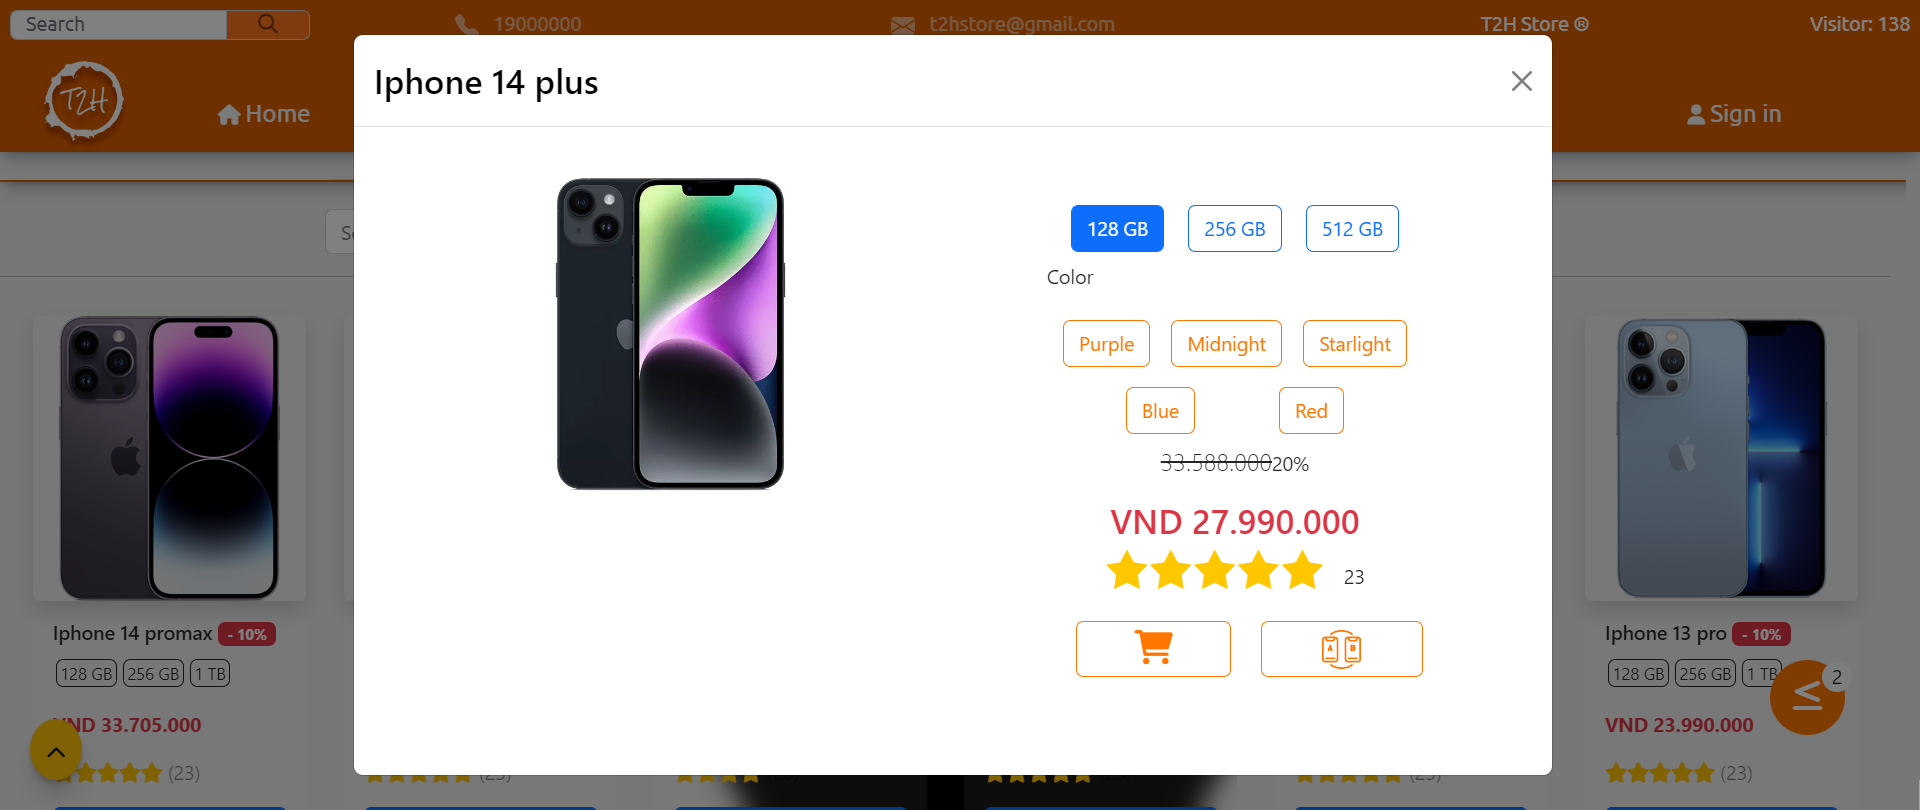 Search
19000000
t2hstore@gmail.com
T2H Store ®
Visitor: 138
T2H
Home
Sign in
Iphone 14 plus
128 GB
256 GB
512 GB
Color
Purple
Midnight
Starlight
Blue
Red
33.588.000 20%
VND 27.990.000
23
A B
Iphone 14 promax - 10%
128 GB 256 GB 1 TB
VND 33.705.000
(23)
Iphone 13 pro - 10%
128 GB 256 GB 1 TB
2
VND 23.990.000
(23)